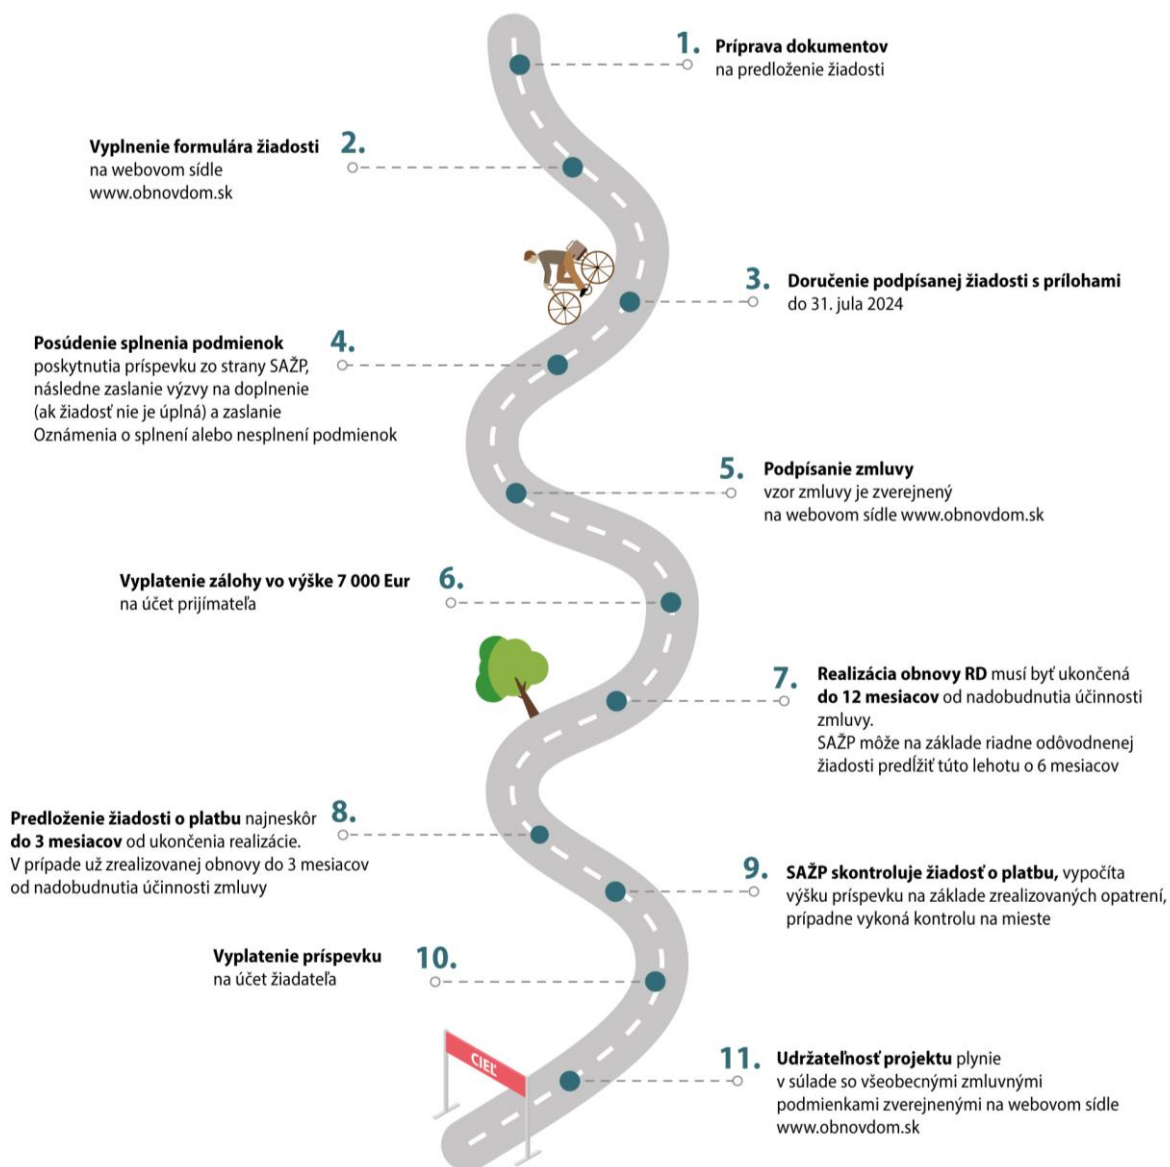 1. Príprava dokumentov
na predloženie žiadosti
Vyplnenie formulára žiadosti 2.
na webovom sídle
www.obnovdom.sk
3. Doručenie podpísanej žiadosti s prílohami
do 31. jula 2024
Posúdenie splnenia podmienok 4.
poskytnutia príspevku zo strany SAŽP,
následne zaslanie výzvy na doplnenie
(ak žiadosť nie je úplná) a zaslanie
Oznámenia o splnení alebo nesplnení podmienok
5. Podpísanie zmluvy
vzor zmluvy je zverejnený
na webovom sídle www.obnovdom.sk
Vyplatenie zálohy vo výške 7 000 Eur 6.
na účet prijímateľa
7. Realizácia obnovy RD musí byť ukončená
do 12 mesiacov od nadobudnutia účinnosti
zmluvy.
SAŽP môže na základe riadne odôvodnenej
žiadosti predĺžiť túto lehotu o 6 mesiacov
Predloženie žiadosti o platbu najneskôr 8.
do 3 mesiacov od ukončenia realizácie.
V prípade už zrealizovanej obnovy do 3 mesiacov
od nadobudnutia účinnosti zmluvy
9. SAŽP skontroluje žiadosť o platbu, vypočíta
výšku príspevku na základe zrealizovaných opatrení,
prípadne vykoná kontrolu na mieste
Vyplatenie príspevku 10.
na účet žiadateľa
CIEĽ
11. Udržateľnosť projektu plynie
v súlade so všeobecnými zmluvnými
podmienkami zverejnenými na webovom sídle
www.obnovdom.sk